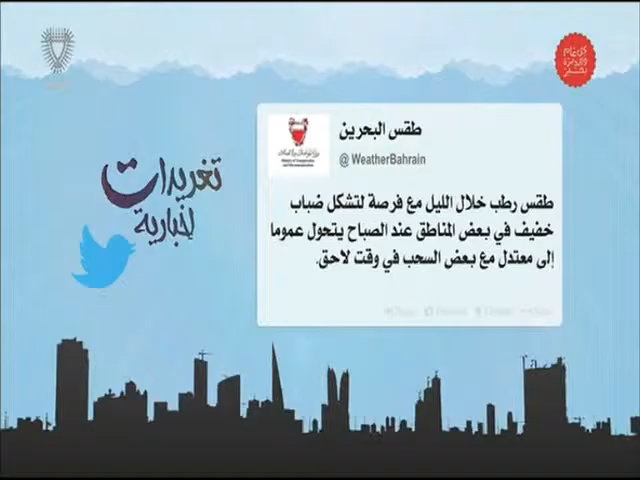 طقس البحرين
@WeatherBahrain
تغريدات
إخبارية
طقس رطب خلال الليل مع فرصة لتشكل ضباب
خفيف في بعض المناطق عند الصباح يتحول عموما
إلى معتدل مع بعض السحب في وقت لاحق.